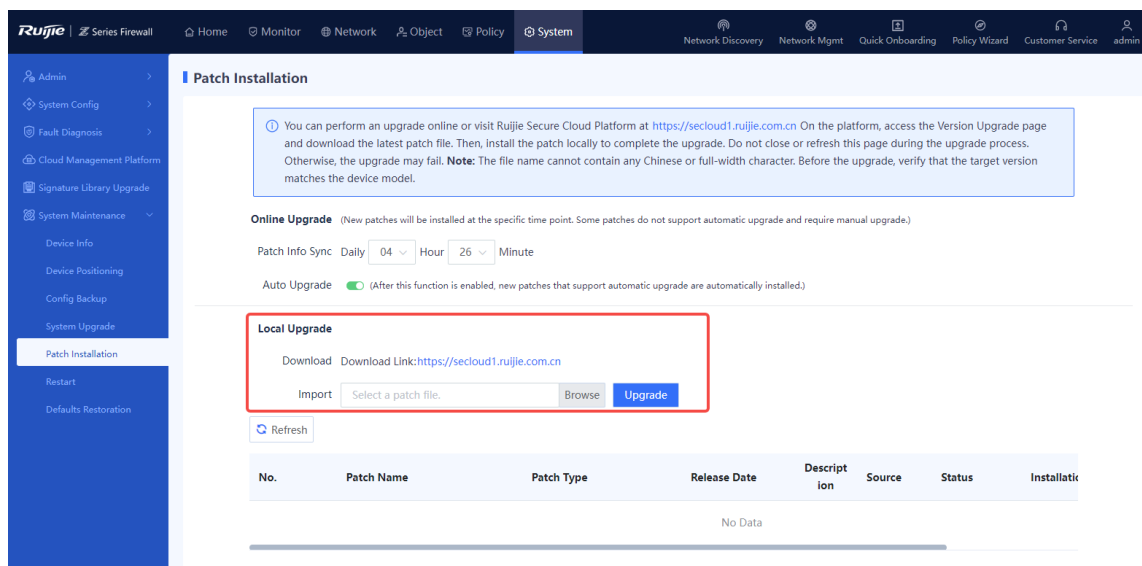 Ruijie | Z Series Firewall
Home Monitor Network Object Policy System
Network Discovery Network Mgmt Quick Onboarding Policy Wizard Customer Service admin
Admin
System Config
Fault Diagnosis
Cloud Management Platform
Signature Library Upgrade
System Maintenance
Device Info
Device Positioning
Config Backup
System Upgrade
Patch Installation
Restart
Defaults Restoration
Patch Installation
You can perform an upgrade online or visit Ruijie Secure Cloud Platform at https://secloud1.ruijie.com.cn On the platform, access the Version Upgrade page
and download the latest patch file. Then, install the patch locally to complete the upgrade. Do not close or refresh this page during the upgrade process.
Otherwise, the upgrade may fail. Note: The file name cannot contain any Chinese or full-width character. Before the upgrade, verify that the target version
matches the device model.
Online Upgrade (New patches will be installed at the specific time point. Some patches do not support automatic upgrade and require manual upgrade.)
Patch Info Sync Daily 04 Hour 26 Minute
Auto Upgrade (After this function is enabled, new patches that support automatic upgrade are automatically installed.)
Local Upgrade
Download Download Link:https://secloud1.ruijie.com.cn
Import Select a patch file. Browse Upgrade
Refresh
No. Patch Name Patch Type Release Date Descript
ion Source Status Installatic
No Data